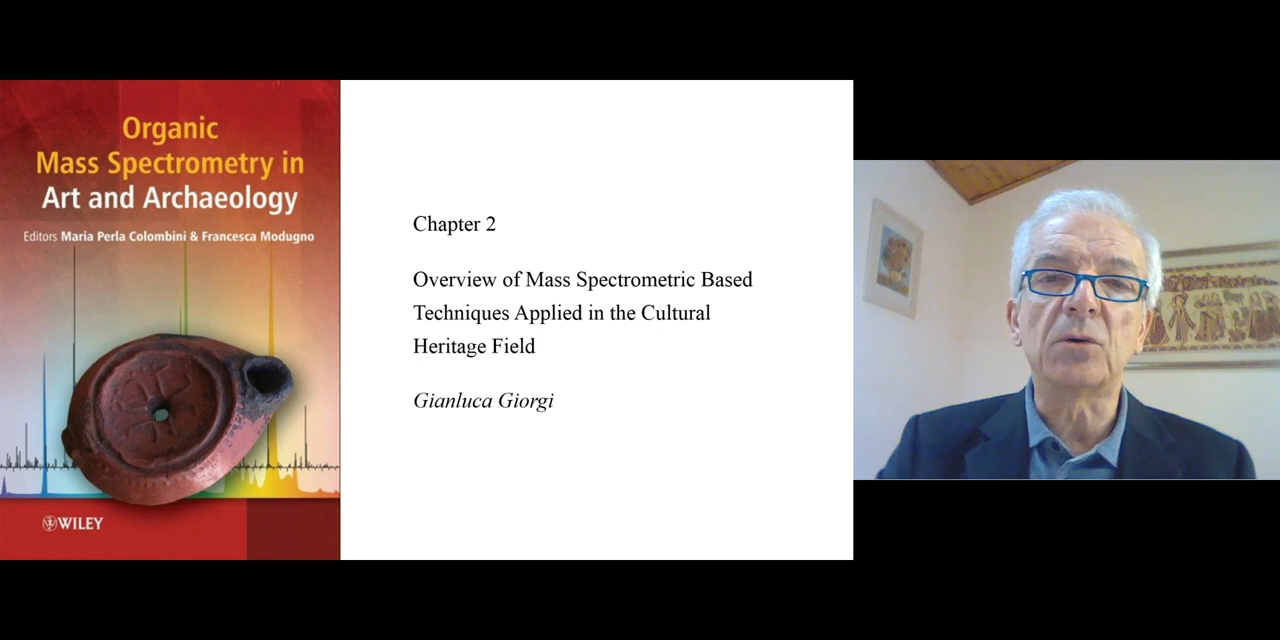 Organic
Mass Spectrometry in
Art and Archaeology
Editors Maria Perla Colombini & Francesca Modugno
WILEY
Chapter 2
Overview of Mass Spectrometric Based
Techniques Applied in the Cultural
Heritage Field
Gianluca Giorgi